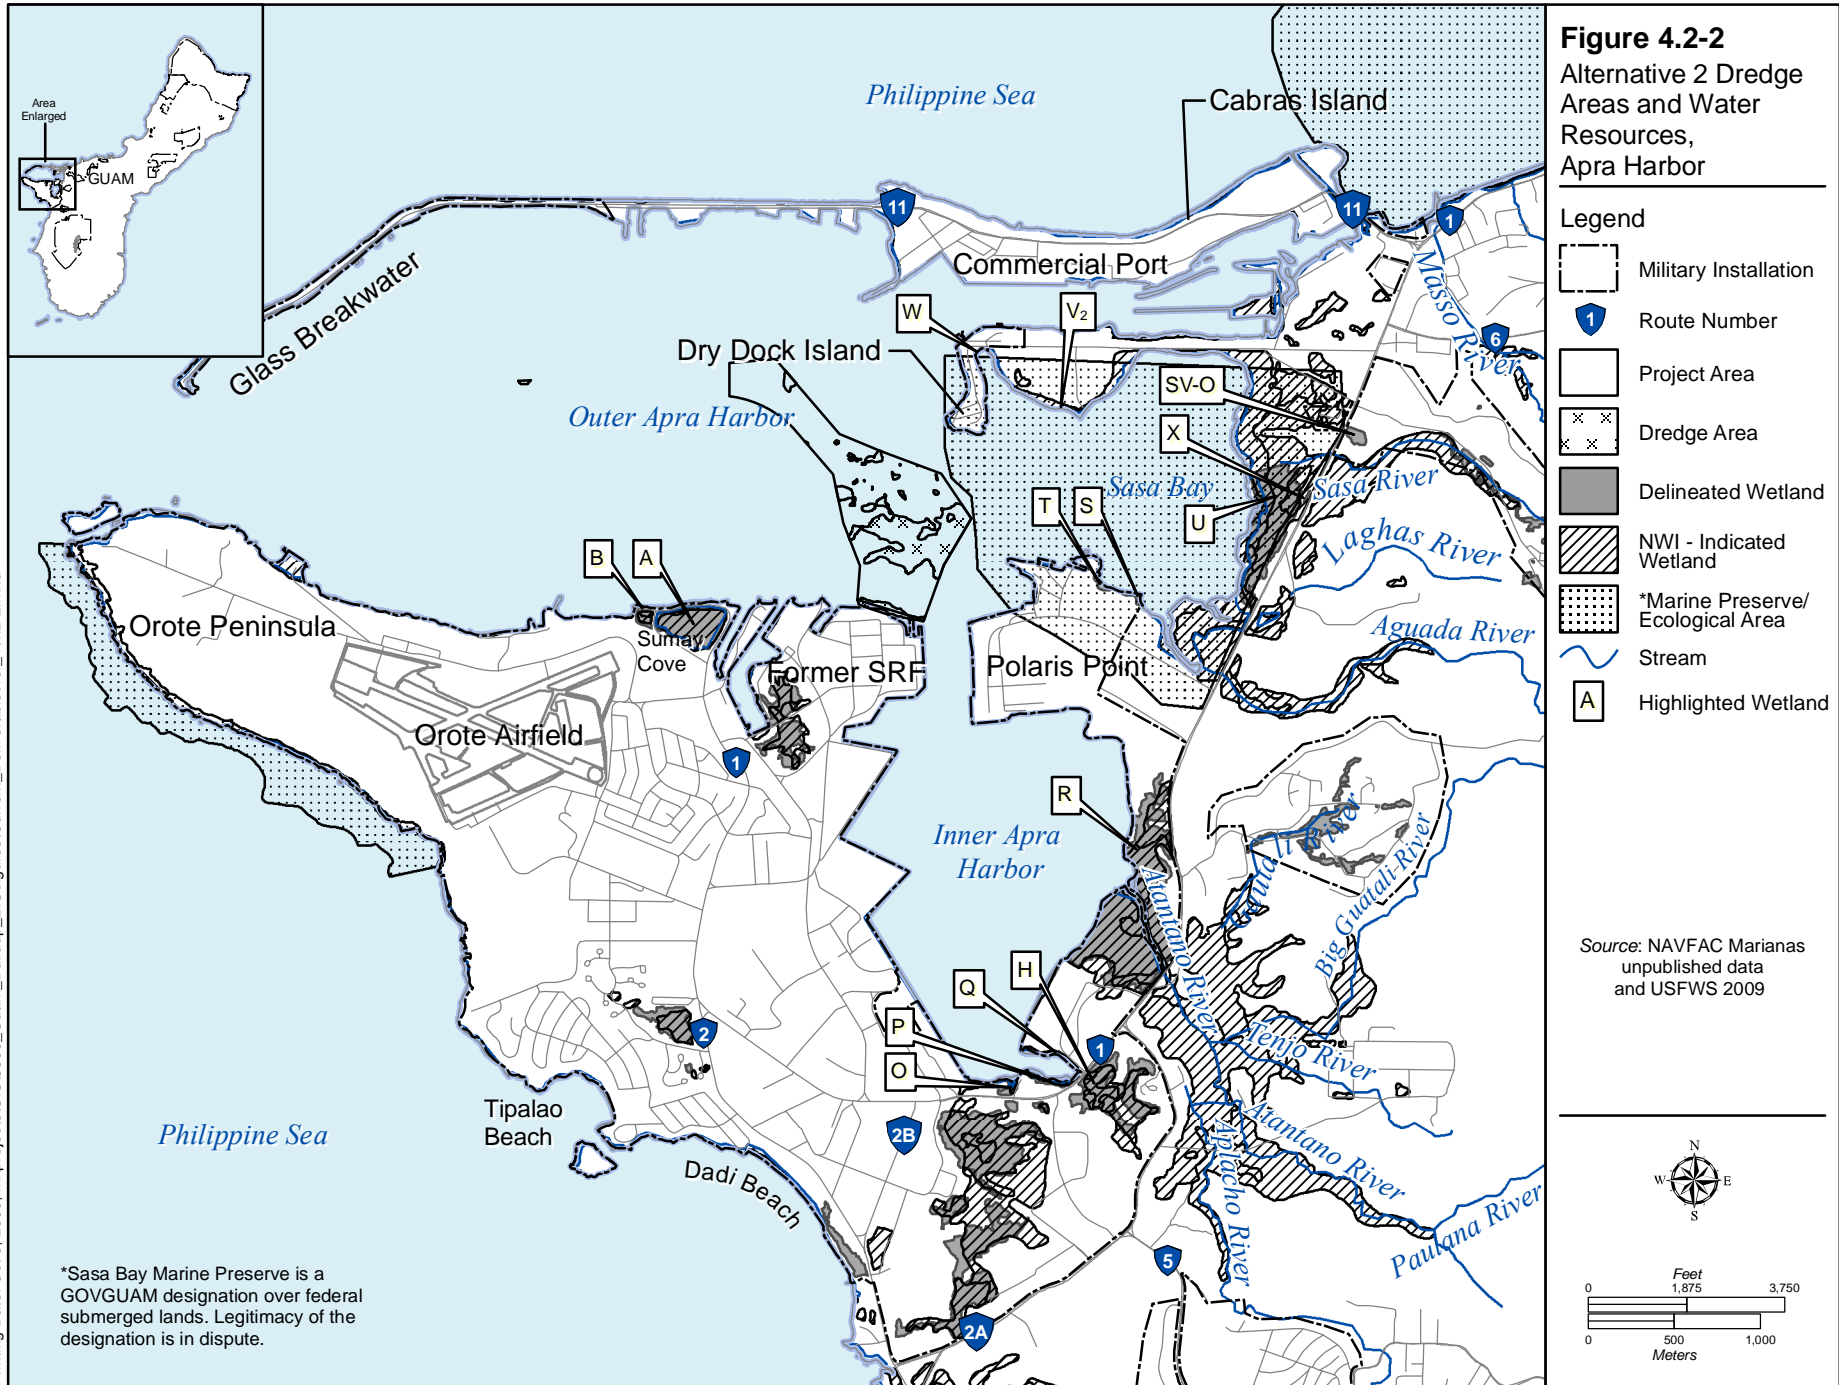 Figure 4.2-2
Alternative 2 Dredge
Areas and Water
Resources,
Apra Harbor
Legend
Military Installation
1
Route Number
Project Area
Dredge Area
Delineated Wetland
NWI - Indicated
Wetland
*Marine Preserve/
Ecological Area
Stream
A
Highlighted Wetland
Source: NAVFAC Marianas
unpublished data
and USFWS 2009
N
W
E
S
Feet
0
1,875
3,750
0
500
1,000
Meters
Area
Enlarged
GUAM
Philippine Sea
Cabras Island
11
11
1
Glass Breakwater
Commercial Port
Masso River
6
W
V2
Dry Dock Island
SV-O
Outer Apra Harbor
X
Sasa Bay
Sasa River
T
S
U
Laghas River
B
A
Orote Peninsula
Sumay
Cove
Former SRF
Polaris Point
Aguada River
Orote Airfield
1
R
Inner Apra
Harbor
Guatali River
Big Guatali-River
Atantano River
H
Q
P
O
1
2
Tenjo River
Tipalao
Beach
2B
Atantano River
Aplacho River
Philippine Sea
Dadi Beach
Paulana River
5
2A
*Sasa Bay Marine Preserve is a
GOVGUAM designation over federal
submerged lands. Legitimacy of the
designation is in dispute.